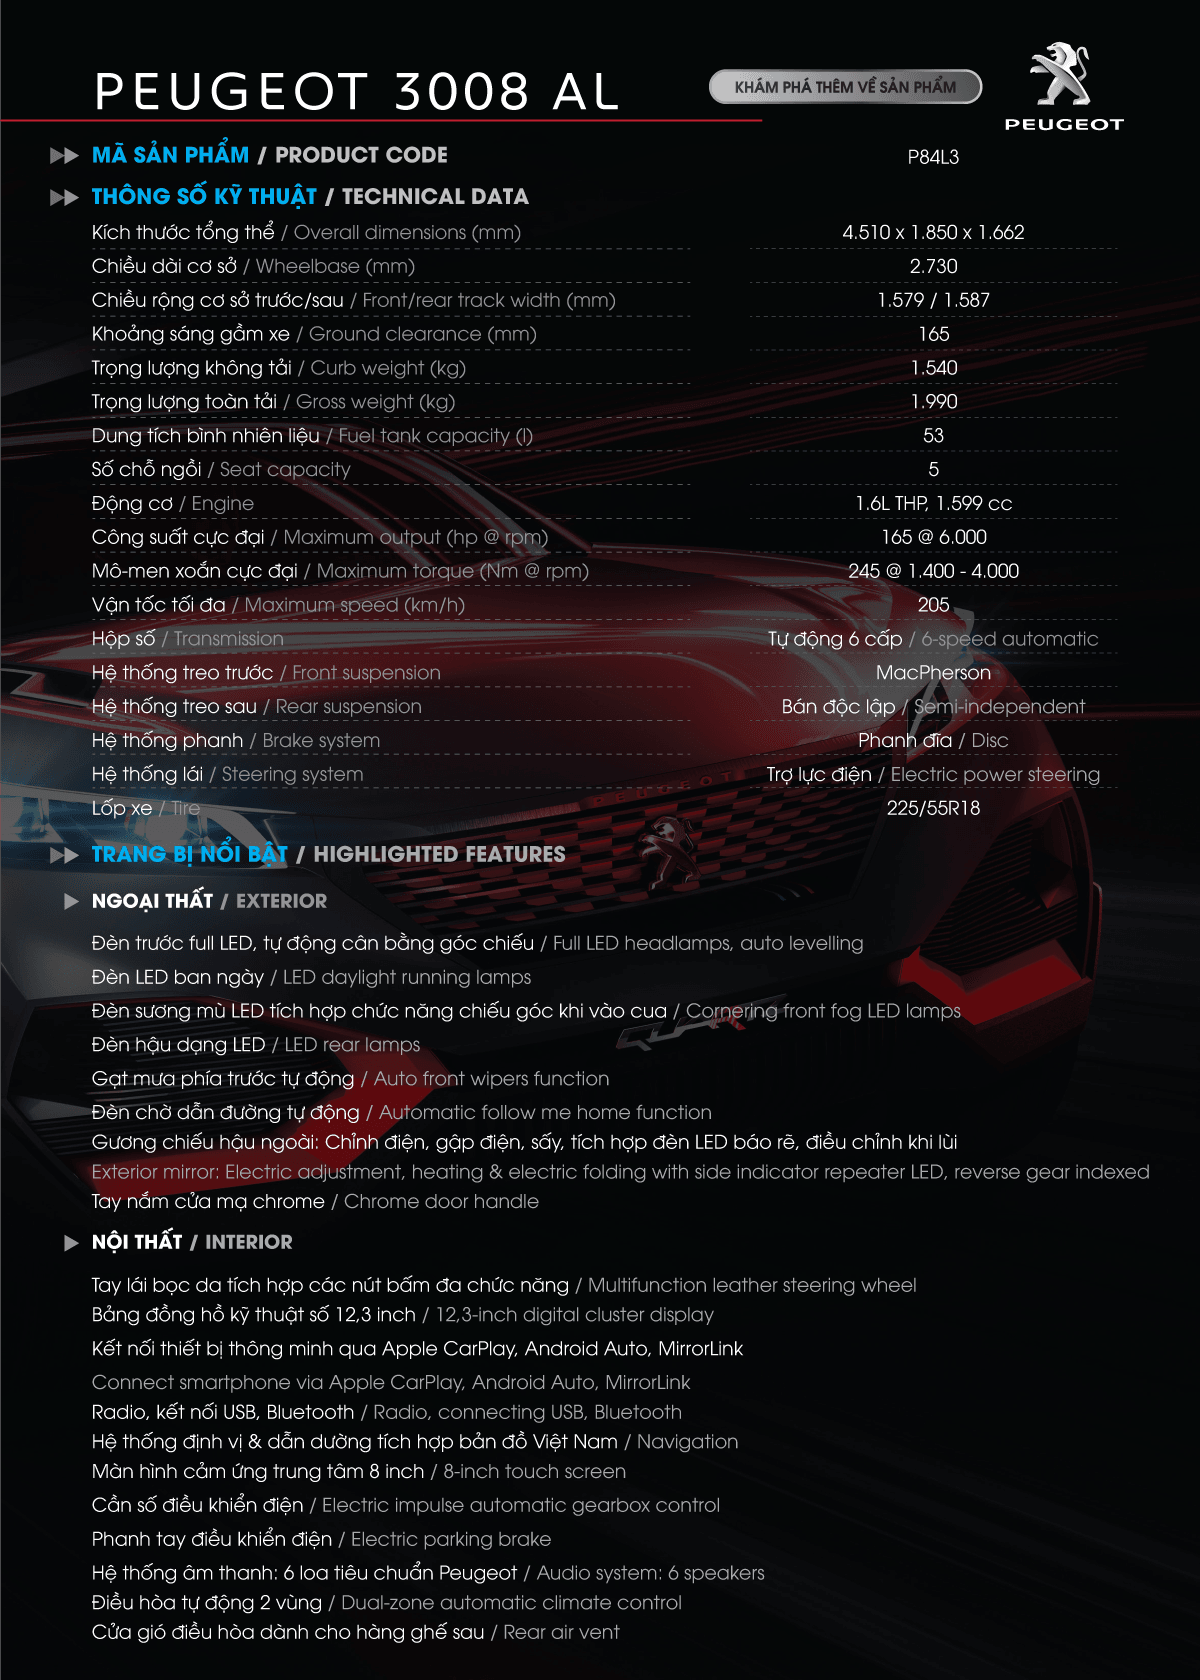 PEUGEOT 3008 AL
KHÁM PHÁ THÊM VỀ SẢN PHẨM
PEUGEOT
MÃ SẢN PHẨM / PRODUCT CODE P84L3
THÔNG SỐ KỸ THUẬT / TECHNICAL DATA
Kích thước tổng thể / Overall dimensions (mm) 4.510 x 1.850 x 1.662
Chiều dài cơ sở / Wheelbase (mm) 2.730
Chiều rộng cơ sở trước/sau / Front/rear track width (mm) 1.579 / 1.587
Khoảng sáng gầm xe / Ground clearance (mm) 165
Trọng lượng không tải / Curb weight (kg) 1.540
Trọng lượng toàn tải / Gross weight (kg) 1.990
Dung tích bình nhiên liệu / Fuel tank capacity (l) 53
Số chỗ ngồi / Seat capacity 5
Động cơ / Engine 1.6L THP, 1.599 cc
Công suất cực đại / Maximum output (hp @ rpm) 165 @ 6.000
Mô-men xoắn cực đại / Maximum torque (Nm @ rpm) 245 @ 1.400 - 4.000
Vận tốc tối đa / Maximum speed (km/h) 205
Hộp số / Transmission Tự động 6 cấp / 6-speed automatic
Hệ thống treo trước / Front suspension MacPherson
Hệ thống treo sau / Rear suspension Bán độc lập / Semi-independent
Hệ thống phanh / Brake system Phanh đĩa / Disc
Hệ thống lái / Steering system Trợ lực điện / Electric power steering
PEUGEOT
Lốp xe / Tire 225/55R18
TRANG BỊ NỔI BẬT / HIGHLIGHTED FEATURES
NGOẠI THẤT / EXTERIOR
Đèn trước full LED, tự động cân bằng góc chiếu / Full LED headlamps, auto levelling
Đèn LED ban ngày / LED daylight running lamps
Đèn sương mù LED tích hợp chức năng chiếu góc khi vào cua / Cornering front fog LED lamps
QUARTZ
Đèn hậu dạng LED / LED rear lamps
Gạt mưa phía trước tự động / Auto front wipers function
Đèn chờ dẫn đường tự động / Automatic follow me home function
Gương chiếu hậu ngoài: Chỉnh điện, gập điện, sấy, tích hợp đèn LED báo rẽ, điều chỉnh khi lùi
Exterior mirror: Electric adjustment, heating & electric folding with side indicator repeater LED, reverse gear indexed
Tay nắm cửa mạ chrome / Chrome door handle
NỘI THẤT / INTERIOR
Tay lái bọc da tích hợp các nút bấm đa chức năng / Multifunction leather steering wheel
Bảng đồng hồ kỹ thuật số 12,3 inch / 12,3-inch digital cluster display
Kết nối thiết bị thông minh qua Apple CarPlay, Android Auto, MirrorLink
Connect smartphone via Apple CarPlay, Android Auto, MirrorLink
Radio, kết nối USB, Bluetooth / Radio, connecting USB, Bluetooth
Hệ thống định vị & dẫn dường tích hợp bản đồ Việt Nam / Navigation
Màn hình cảm ứng trung tâm 8 inch / 8-inch touch screen
Cần số điều khiển điện / Electric impulse automatic gearbox control
Phanh tay điều khiển điện / Electric parking brake
Hệ thống âm thanh: 6 loa tiêu chuẩn Peugeot / Audio system: 6 speakers
Điều hòa tự động 2 vùng / Dual-zone automatic climate control
Cửa gió điều hòa dành cho hàng ghế sau / Rear air vent